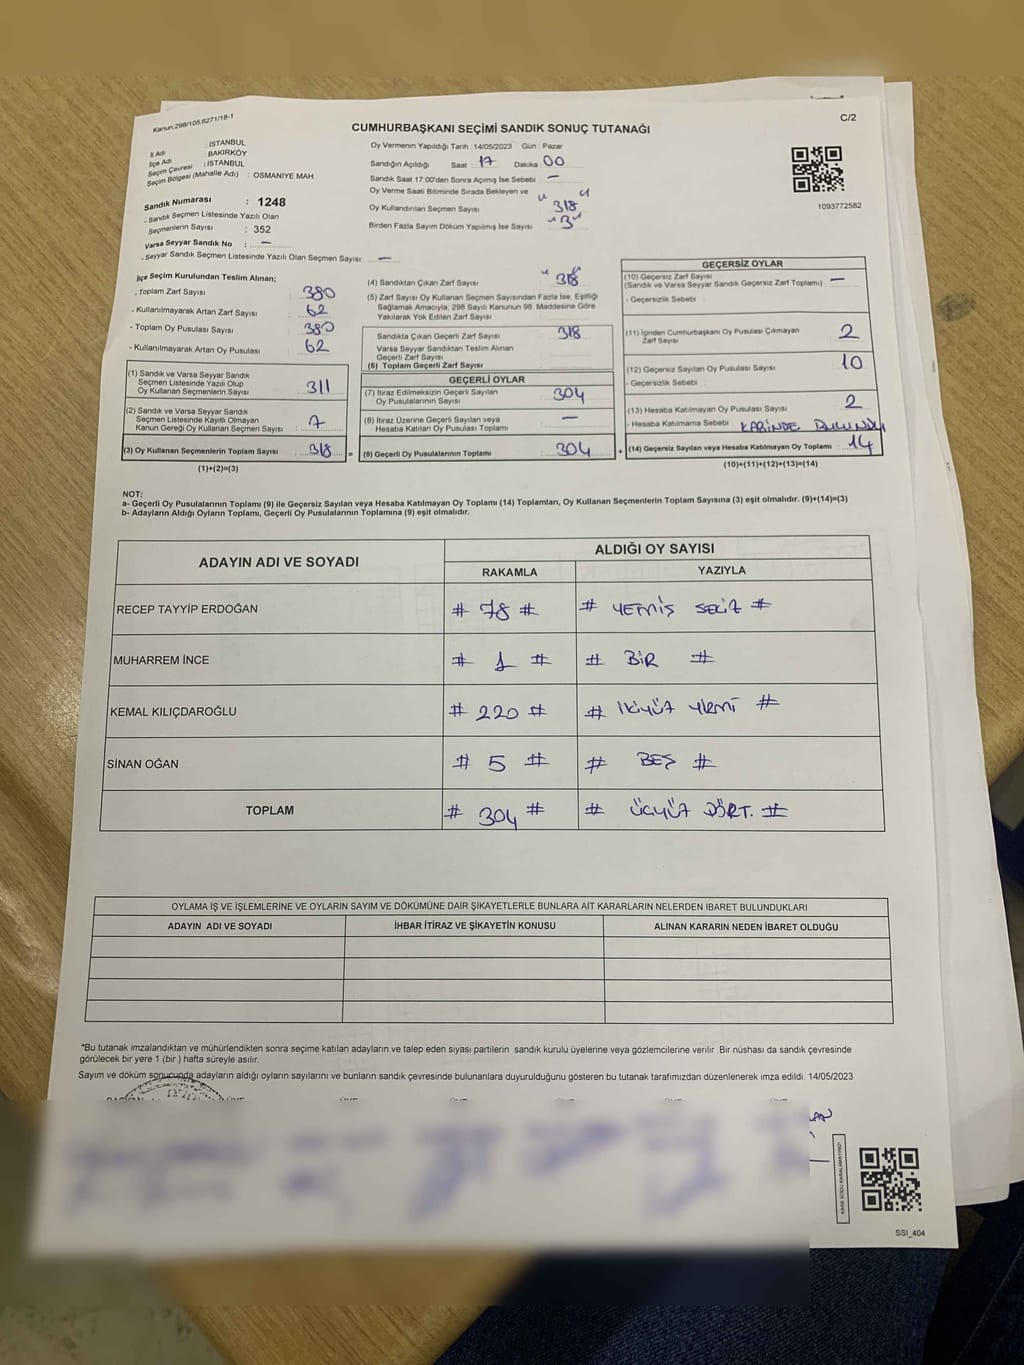 Kanun:298/105,6271/18-1
C/2
CUMHURBAŞKANI SEÇİMİ SANDIK SONUÇ TUTANAĞI
İl Adı : İSTANBUL
İlçe Adı : BAKIRKÖY
Seçim Çevresi : İSTANBUL
Seçim Bölgesi (Mahalle Adı) : OSMANİYE MAH.
Sandık Numarası : 1248
- Sandık Seçmen Listesinde Yazılı Olan
Seçmenlerin Sayısı : 352
Varsa Seyyar Sandık No : —
- Seyyar Sandık Seçmen Listesinde Yazılı Olan Seçmen Sayısı : —
Oy Vermenin Yapıldığı Tarih : 14/05/2023 Gün : Pazar
Sandığın Açıldığı Saat : 17 Dakika : 00
Sandık Saat 17:00'den Sonra Açımış İse Sebebi : —
Oy Verme Saati Bitiminde Sırada Bekleyen ve
Oy Kullandırılan Seçmen Sayısı : " 318 "
Birden Fazla Sayım Döküm Yapılmış İse Sayısı : "3"
1093772582
İlçe Seçim Kurulundan Teslim Alınan;
- Toplam Zarf Sayısı : 380
- Kullanılmayarak Artan Zarf Sayısı : 62
- Toplam Oy Pusulası Sayısı : 380
- Kullanılmayarak Artan Oy Pusulası : 62
(1) Sandık ve Varsa Seyyar Sandık
Seçmen Listesinde Yazılı Olup
Oy Kullanan Seçmenlerin Sayısı : 311
(2) Sandık ve Varsa Seyyar Sandık
Seçmen Listesinde Kayıtlı Olmayan
Kanun Gereği Oy Kullanan Seçmen Sayısı : 7
(3) Oy Kullanan Seçmenlerin Toplam Sayısı : 318
(1)+(2)=(3)
(4) Sandıktan Çıkan Zarf Sayısı : " 318 "
(5) Zarf Sayısı Oy Kullanan Seçmen Sayısından Fazla İse, Eşitliği
Sağlamak Amacıyla, 298 Sayılı Kanunun 98. Maddesine Göre
Yakılarak Yok Edilen Zarf Sayısı
Sandıkta Çıkan Geçerli Zarf Sayısı : 318
Varsa Seyyar Sandıktan Teslim Alınan
Geçerli Zarf Sayısı
(6) Toplam Geçerli Zarf Sayısı
=
GEÇERLİ OYLAR
(7) İtiraz Edilmeksizin Geçerli Sayılan
Oy Pusulalarının Sayısı : 304
(8) İtiraz Üzerine Geçerli Sayılan veya
Hesaba Katılan Oy Pusulası Toplamı : —
(9) Geçerli Oy Pusulalarının Toplamı : 304
+
GEÇERSİZ OYLAR
(10) Geçersiz Zarf Sayısı
(Sandık ve Varsa Seyyar Sandık Geçersiz Zarf Toplamı) : —
- Geçersizlik Sebebi :
(11) İçinden Cumhurbaşkanı Oy Pusulası Çıkmayan
Zarf Sayısı : 2
(12) Geçersiz Sayılan Oy Pusulası Sayısı : 10
- Geçersizlik Sebebi :
(13) Hesaba Katılmayan Oy Pusulası Sayısı : 2
- Hesaba Katılmama Sebebi : KABİNDE BULUNDU
(14) Geçersiz Sayılan veya Hesaba Katılmayan Oy Toplamı : 14
(10)+(11)+(12)+(13)=(14)
NOT:
a- Geçerli Oy Pusulalarının Toplamı (9) ile Geçersiz Sayılan veya Hesaba Katılmayan Oy Toplamı (14) Toplamları, Oy Kullanan Seçmenlerin Toplam Sayısına (3) eşit olmalıdır. (9)+(14)=(3)
b- Adayların Aldığı Oyların Toplamı, Geçerli Oy Pusulalarının Toplamına (9) eşit olmalıdır.
ADAYIN ADI VE SOYADI
ALDIĞI OY SAYISI
RAKAMLA YAZIYLA
RECEP TAYYİP ERDOĞAN # 78 # # YETMİŞ SEKİZ #
MUHARREM İNCE # 1 # # BİR #
KEMAL KILIÇDAROĞLU # 220 # # İKİYÜZ YİRMİ #
SİNAN OĞAN # 5 # # BEŞ #
TOPLAM # 304 # # ÜÇYÜZ DÖRT. #
OYLAMA İŞ VE İŞLEMLERİNE VE OYLARIN SAYIM VE DÖKÜMÜNE DAİR ŞİKAYETLERLE BUNLARA AİT KARARLARIN NELERDEN İBARET BULUNDUKLARI
ADAYIN ADI VE SOYADI İHBAR İTİRAZ VE ŞİKAYETİN KONUSU ALINAN KARARIN NEDEN İBARET OLDUĞU
*Bu tutanak imzalandıktan ve mühürlendikten sonra seçime katılan adayların ve talep eden siyasi partilerin sandık kurulu üyelerine veya gözlemcilerine verilir .Bir nüshası da sandık çevresinde
görülecek bir yere 1 (bir ) hafta süreyle asılır.
Sayım ve döküm sonucunda adayların aldığı oyların sayılarını ve bunların sandık çevresinde bulunanlara duyurulduğunu gösteren bu tutanak tarafımızdan düzenlenerek imza edildi. 14/05/2023
SSI_404